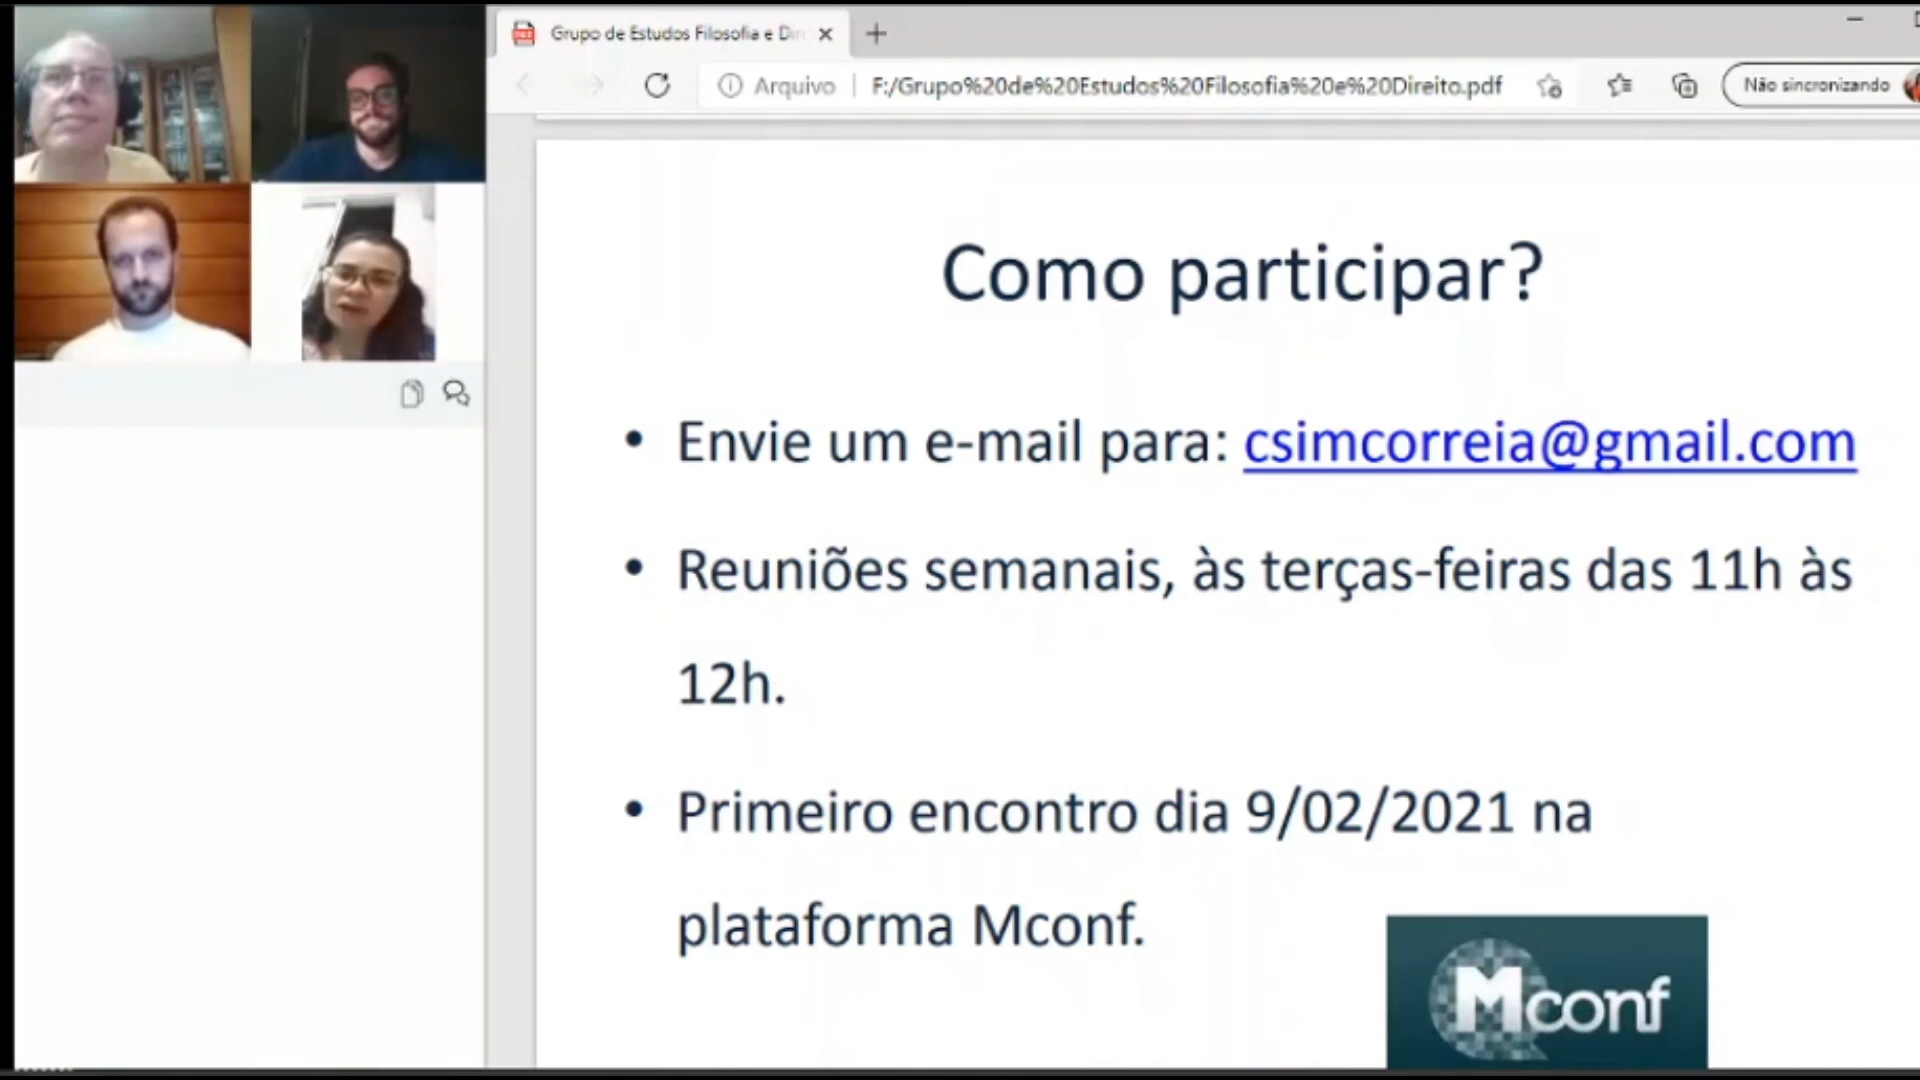 Grupo de Estudos Filosofia e Dir
Arquivo
F:/Grupo%20de%20Estudos%20Filosofia%20e%20Direito.pdf
Não sincronizando
Como participar?
• Envie um e-mail para: csimcorreia@gmail.com
• Reuniões semanais, às terças-feiras das 11h às
12h.
• Primeiro encontro dia 9/02/2021 na
plataforma Mconf.
Mconf